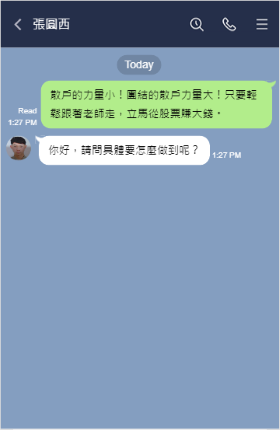 張圓西
Today
散戶的力量小！團結的散戶力量大！只要輕
鬆跟著老師走，立馬從股票賺大錢。
Read
1:27 PM
你好，請問具體要怎麼做到呢？
1:27 PM